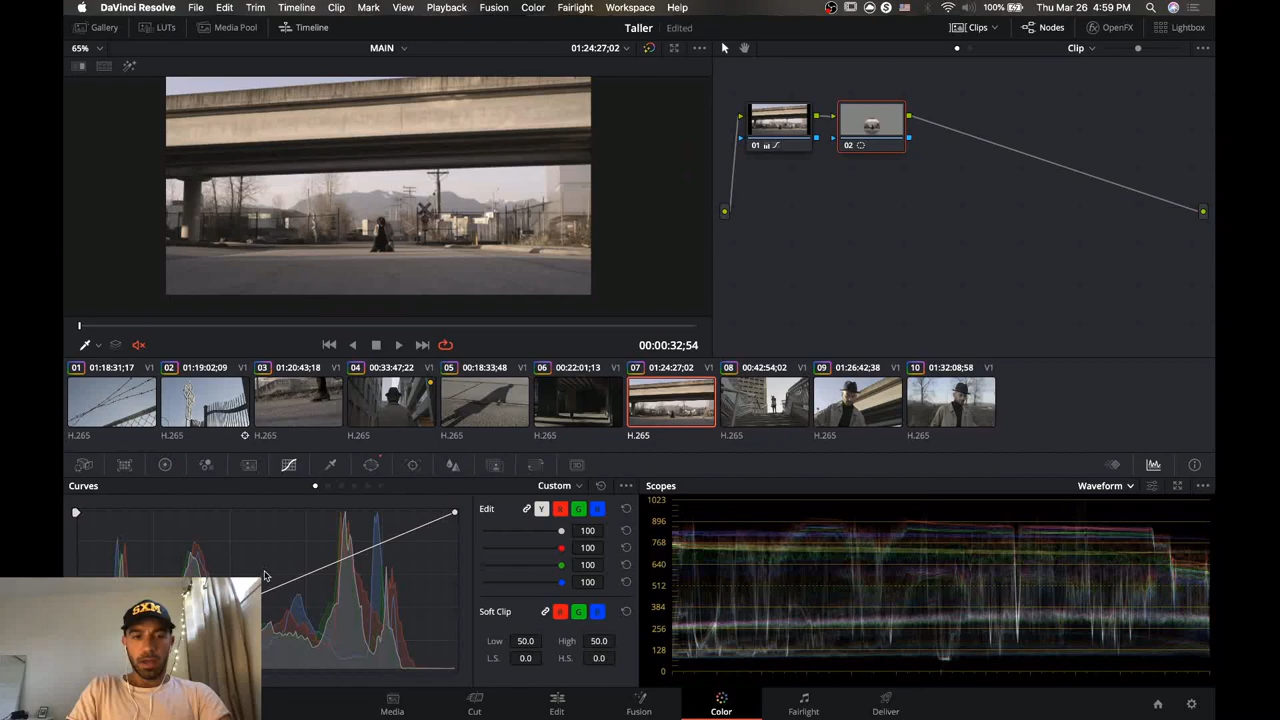 DaVinci Resolve File Edit Trim Timeline Clip Mark View Playback Fusion Color Fairlight Workspace Help 100% Thu Mar 26 4:59 PM
Gallery LUTs Media Pool Timeline Taller Edited Clips Nodes OpenFX Lightbox
65% MAIN 01:24:27;02 Clip
01 02
00:00:32;54
01 01:18:31;17 V1 02 01:19:02;09 V1 03 01:20:43;18 V1 04 00:33:47;22 V1 05 00:18:33;48 V1 06 00:22:01;13 V1 07 01:24:27;02 V1 08 00:42:54;02 V1 09 01:26:42;38 V1 10 01:32:08;58 V1
H.265 H.265 H.265 H.265 H.265 H.265 H.265 H.265 H.265 H.265
Curves Custom Scopes Waveform
Edit Y R G B
100
100
100
100
Soft Clip R G B
Low 50.0 High 50.0
L.S. 0.0 H.S. 0.0
1023
896
768
640
512
384
256
128
0
SXM
Media Cut Edit Fusion Color Fairlight Deliver